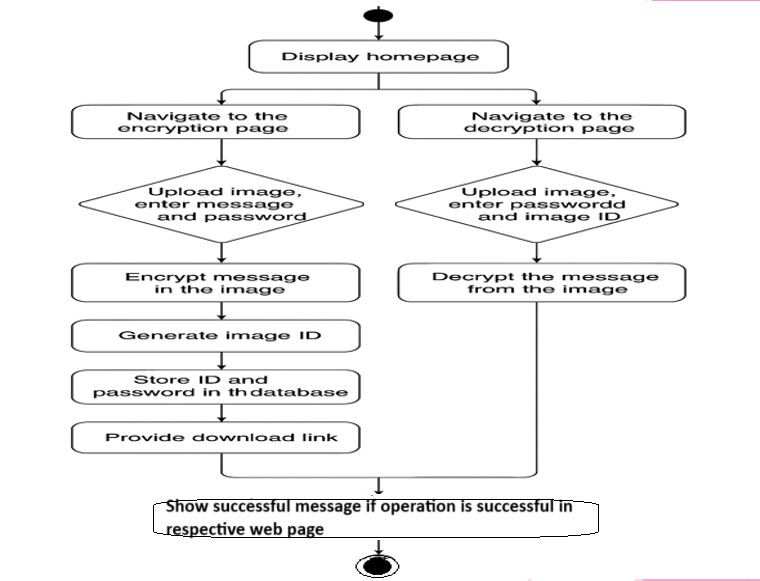 Display homepage
Navigate to the
encryption page
Navigate to the
decryption page
Upload image,
enter message
and password
Upload image,
enter passwordd
and image ID
Encrypt message
in the image
Decrypt the message
from the image
Generate image ID
Store ID and
password in thdatabase
Provide download link
Show successful message if operation is successful in
respective web page